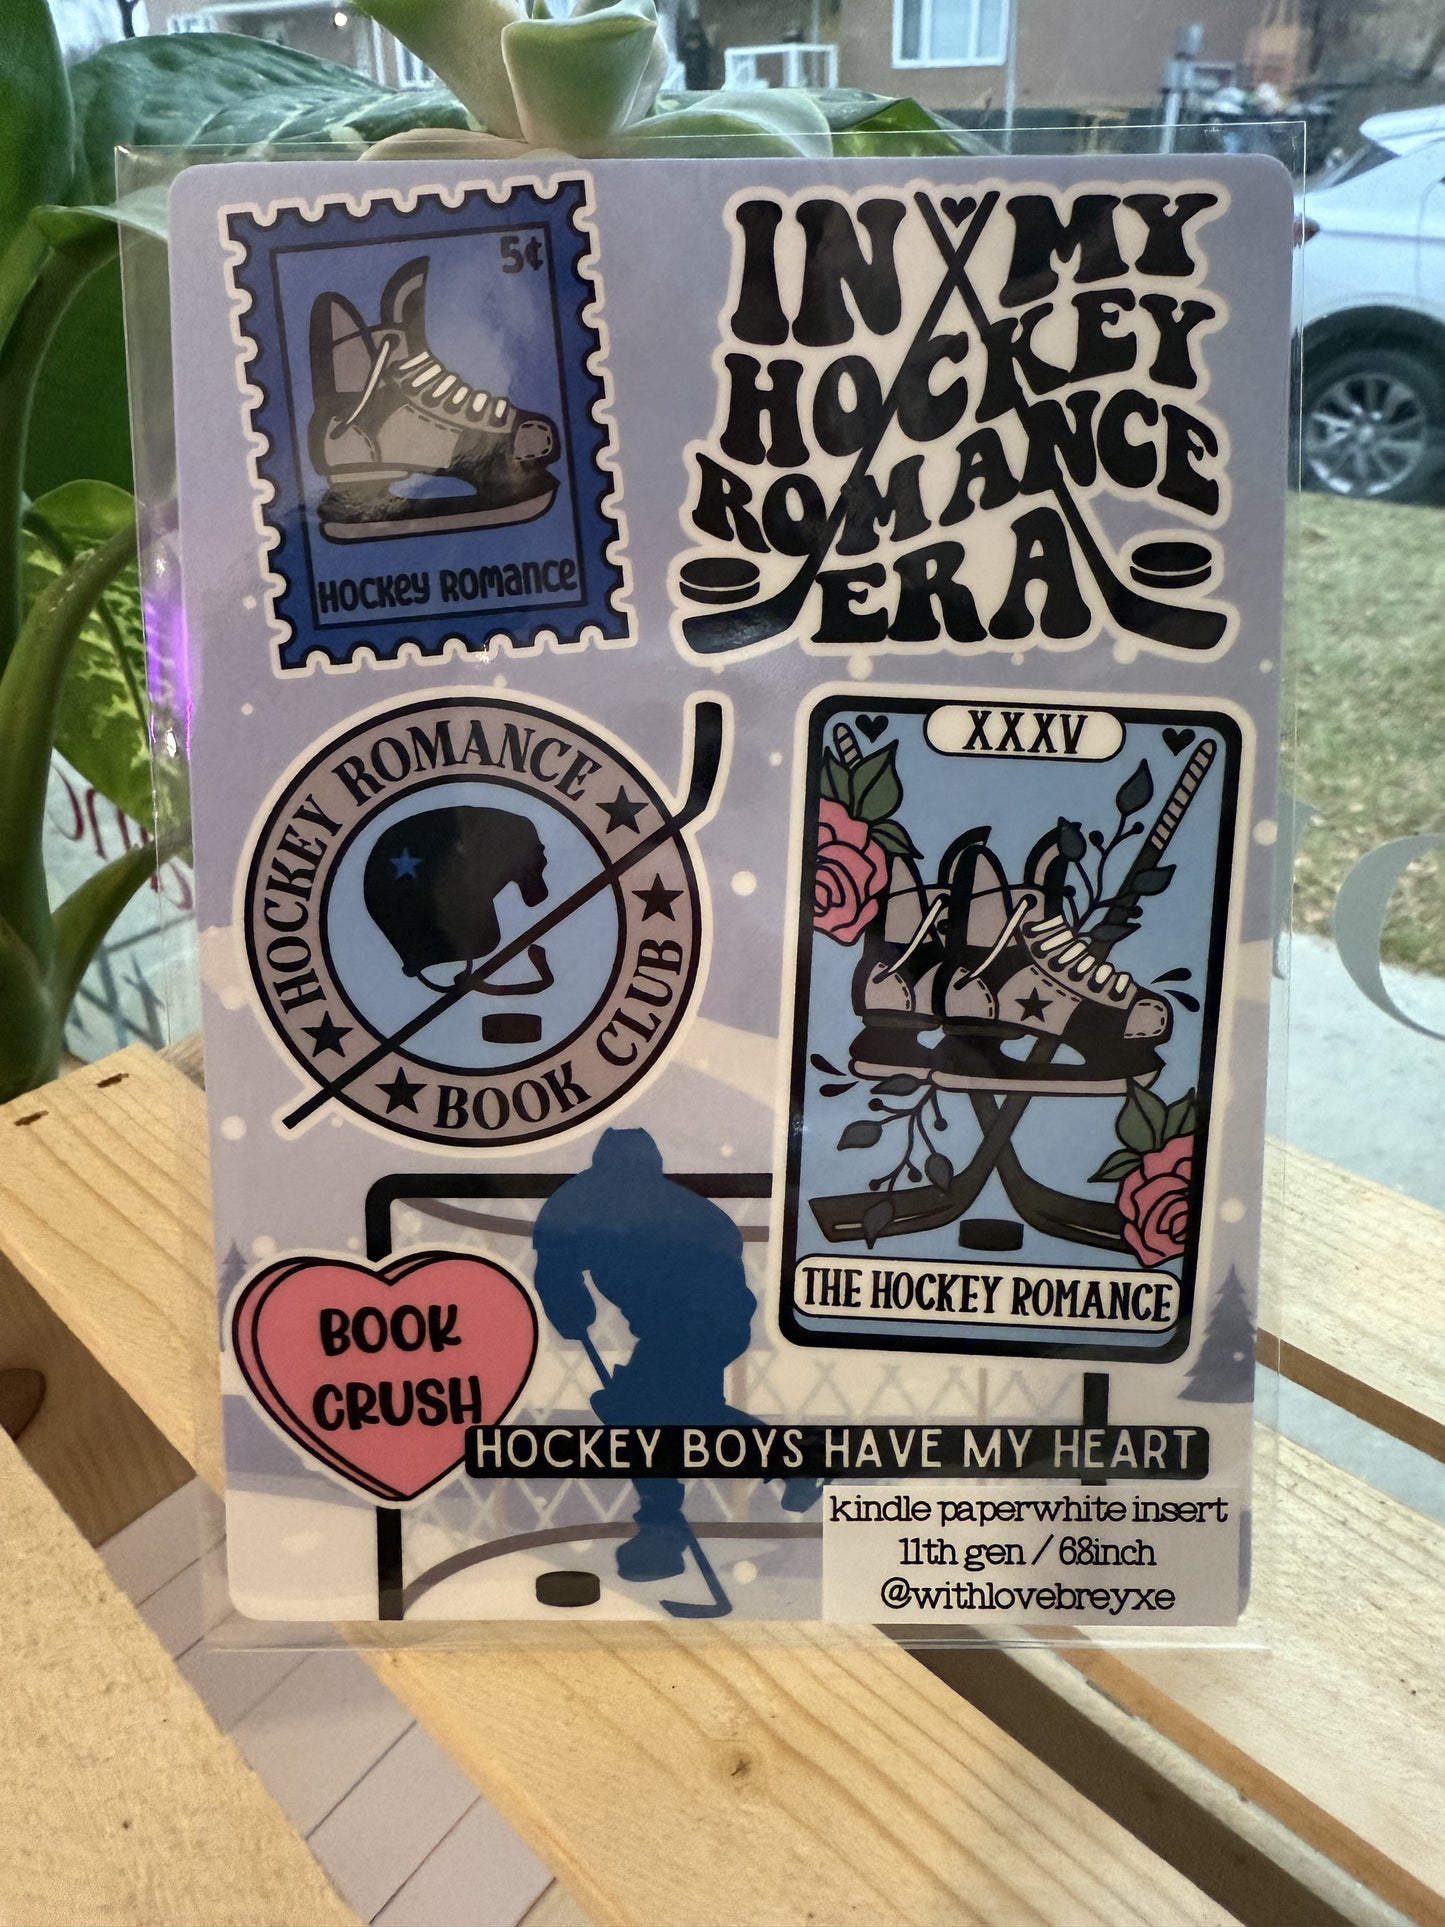 5¢
HOCKEY ROMANCE
IN MY
HOCKEY
ROMANCE
ERA
HOCKEY ROMANCE
BOOK CLUB
XXXV
THE HOCKEY ROMANCE
BOOK
CRUSH
HOCKEY BOYS HAVE MY HEART
kindle paperwhite insert
11th gen / 68inch
@withlovebreyxe